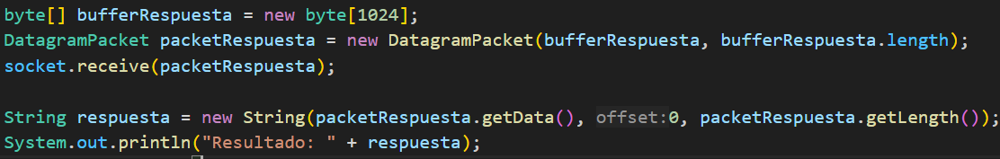 byte[] bufferRespuesta = new byte[1024];
DatagramPacket packetRespuesta = new DatagramPacket(bufferRespuesta, bufferRespuesta.length);
socket.receive(packetRespuesta);
String respuesta = new String(packetRespuesta.getData(), offset:0, packetRespuesta.getLength());
System.out.println("Resultado: " + respuesta);